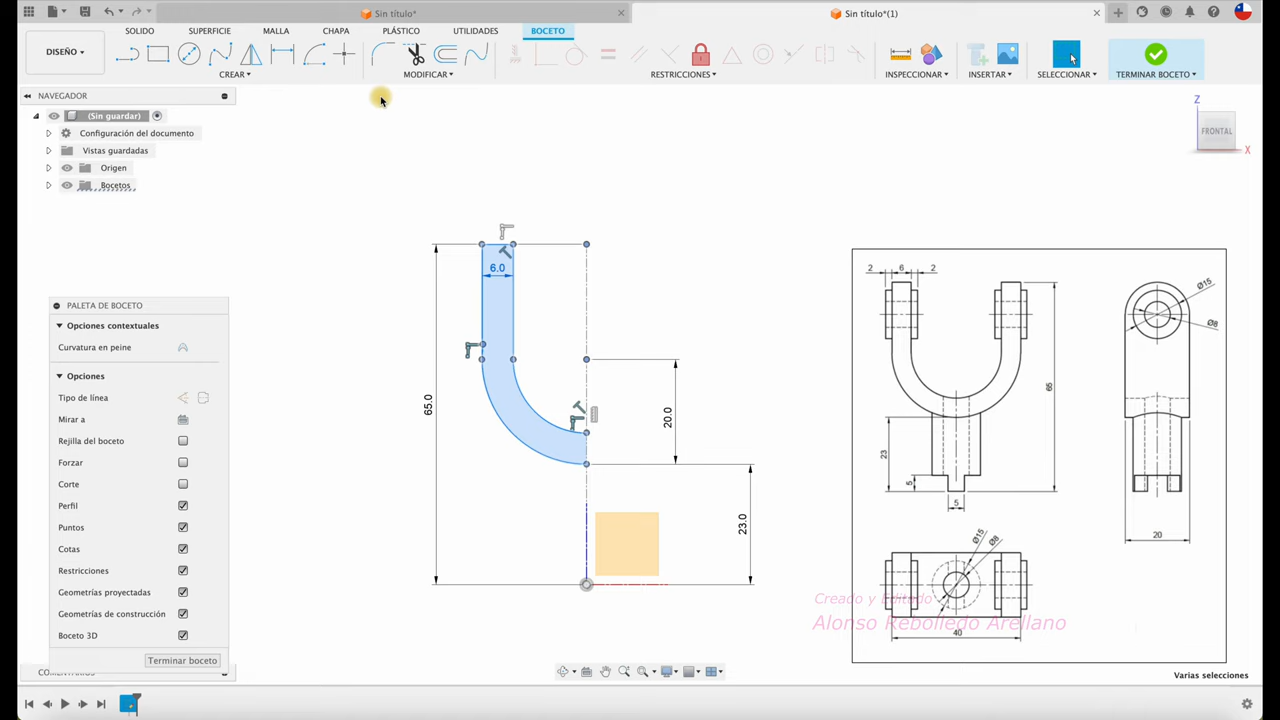 Sin título*
Sin título*(1)
DISEÑO
SÓLIDO
SUPERFICIE
MALLA
CHAPA
PLÁSTICO
UTILIDADES
BOCETO
CREAR
MODIFICAR
RESTRICCIONES
INSPECCIONAR
INSERTAR
SELECCIONAR
TERMINAR BOCETO
NAVEGADOR
(Sin guardar)
Configuración del documento
Vistas guardadas
Origen
Bocetos
Z
FRONTAL
X
PALETA DE BOCETO
Opciones contextuales
Curvatura en peine
Opciones
Tipo de línea
Mirar a
Rejilla del boceto
Forzar
Corte
Perfil
Puntos
Cotas
Restricciones
Geometrías proyectadas
Geometrías de construcción
Boceto 3D
Terminar boceto
COMENTARIOS
6.0
65.0
20.0
23.0
2 6 2
65
23
5
5
Ø15
Ø8
20
Ø15
Ø8
40
Creado y Editado
Alonso Rebolledo Arellano
Varias selecciones